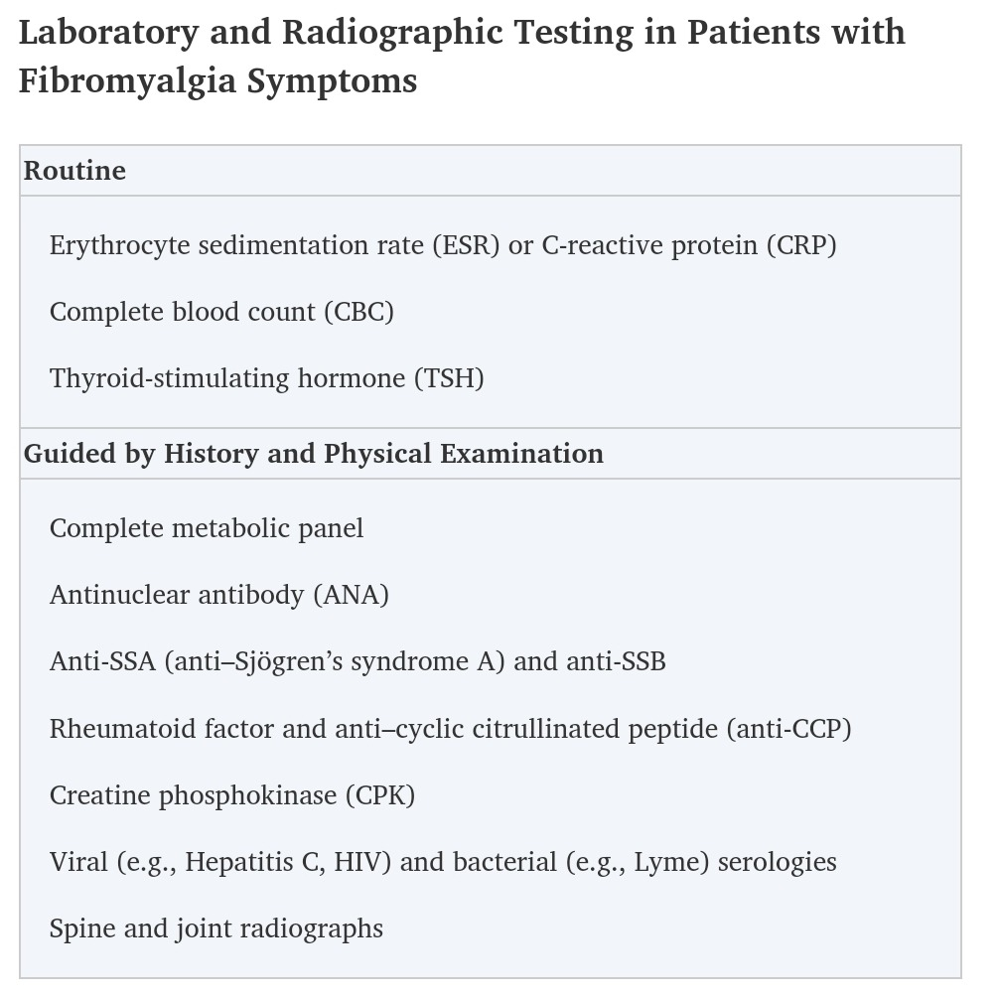 Laboratory and Radiographic Testing in Patients with
Fibromyalgia Symptoms
Routine
Erythrocyte sedimentation rate (ESR) or C-reactive protein (CRP)
Complete blood count (CBC)
Thyroid-stimulating hormone (TSH)
Guided by History and Physical Examination
Complete metabolic panel
Antinuclear antibody (ANA)
Anti-SSA (anti–Sjögren’s syndrome A) and anti-SSB
Rheumatoid factor and anti–cyclic citrullinated peptide (anti-CCP)
Creatine phosphokinase (CPK)
Viral (e.g., Hepatitis C, HIV) and bacterial (e.g., Lyme) serologies
Spine and joint radiographs